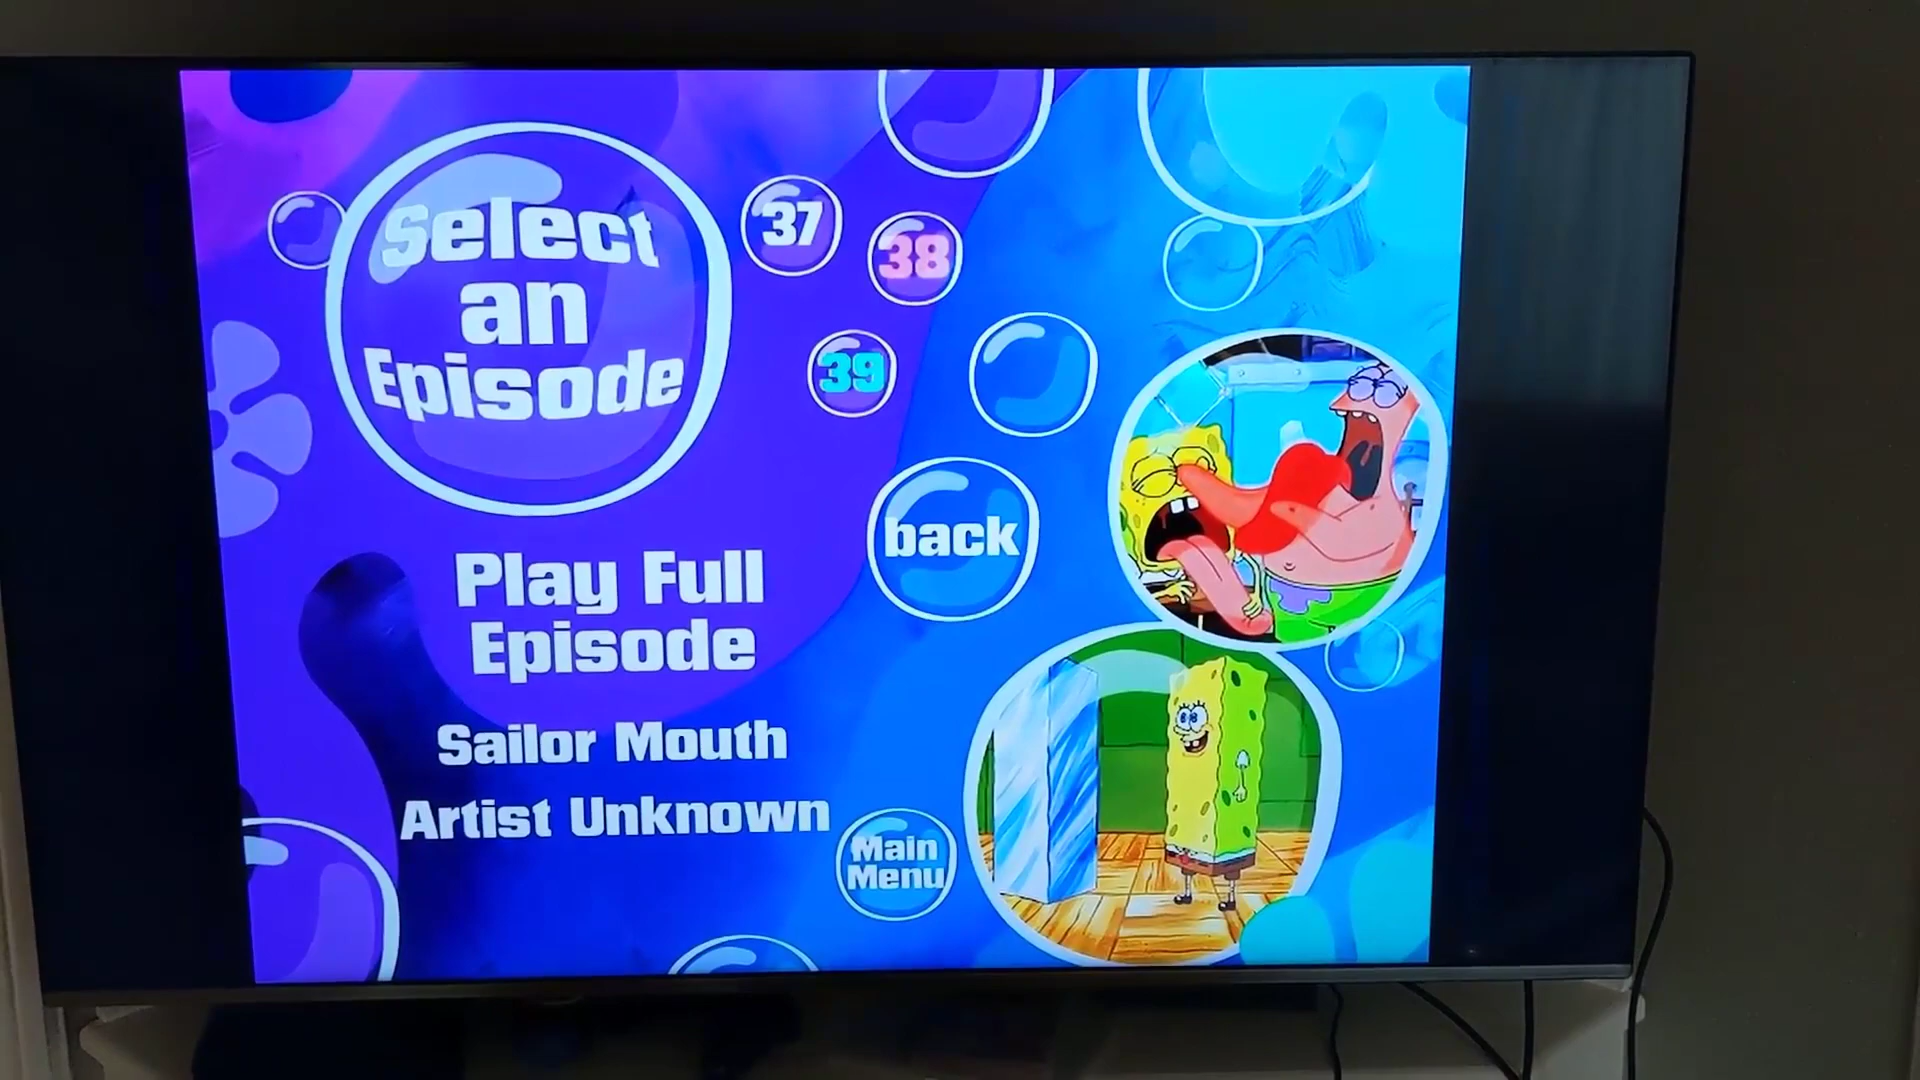 Select
an
Episode
37
38
39
back
Play Full
Episode
Sailor Mouth
Artist Unknown
Main
Menu